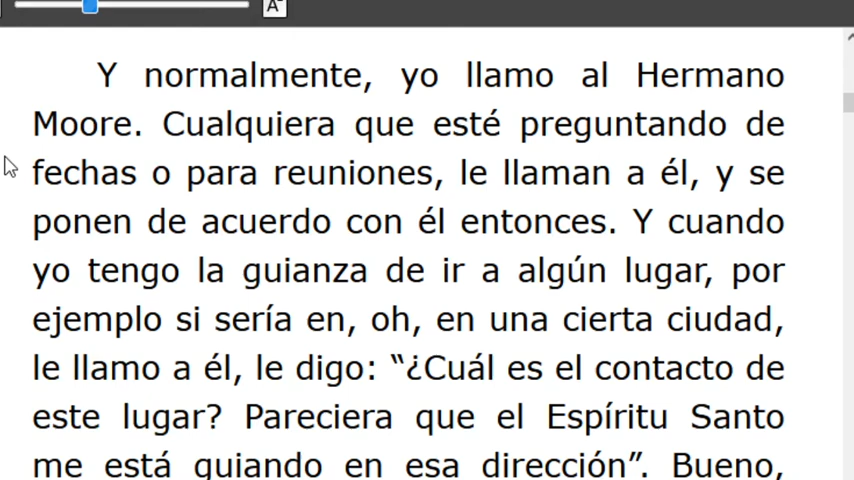 A
Y normalmente, yo llamo al Hermano
Moore. Cualquiera que esté preguntando de
fechas o para reuniones, le llaman a él, y se
ponen de acuerdo con él entonces. Y cuando
yo tengo la guianza de ir a algún lugar, por
ejemplo si sería en, oh, en una cierta ciudad,
le llamo a él, le digo: “¿Cuál es el contacto de
este lugar? Pareciera que el Espíritu Santo
me está guiando en esa dirección”. Bueno,